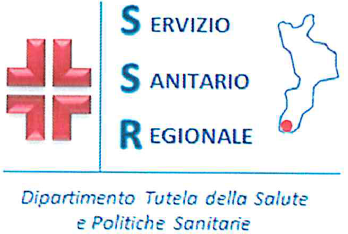 SERVIZIO
SANITARIO
REGIONALE
Dipartimento Tutela della Salute
e Politiche Sanitarie